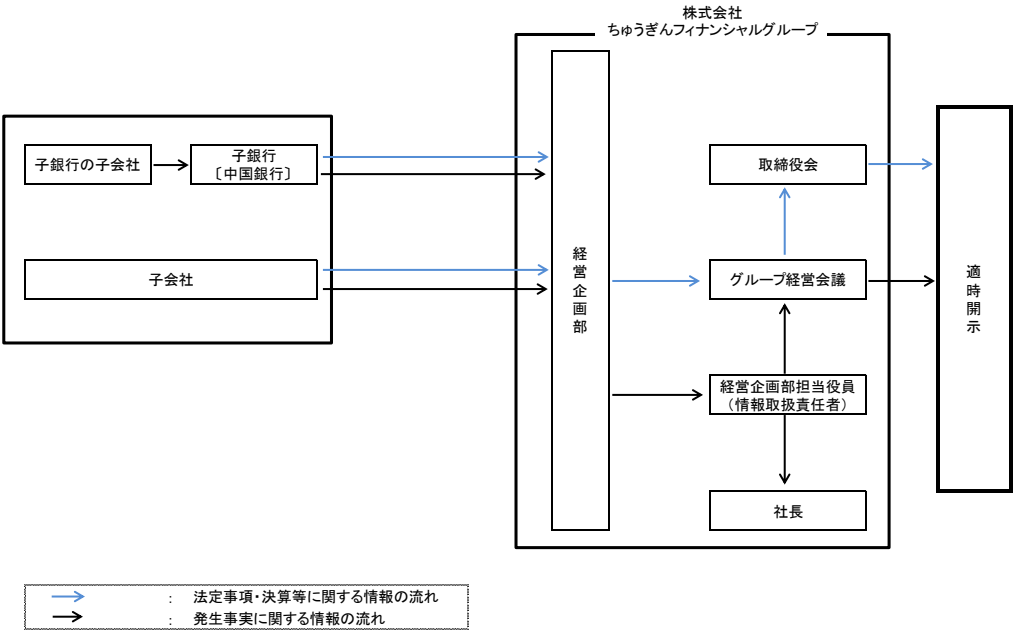 株式会社
ちゅうぎんフィナンシャルグループ
子銀行の子会社
子銀行
〔中国銀行〕
子会社
経営企画部
取締役会
グループ経営会議
経営企画部担当役員
（情報取扱責任者）
社長
適時開示
： 法定事項・決算等に関する情報の流れ
： 発生事実に関する情報の流れ